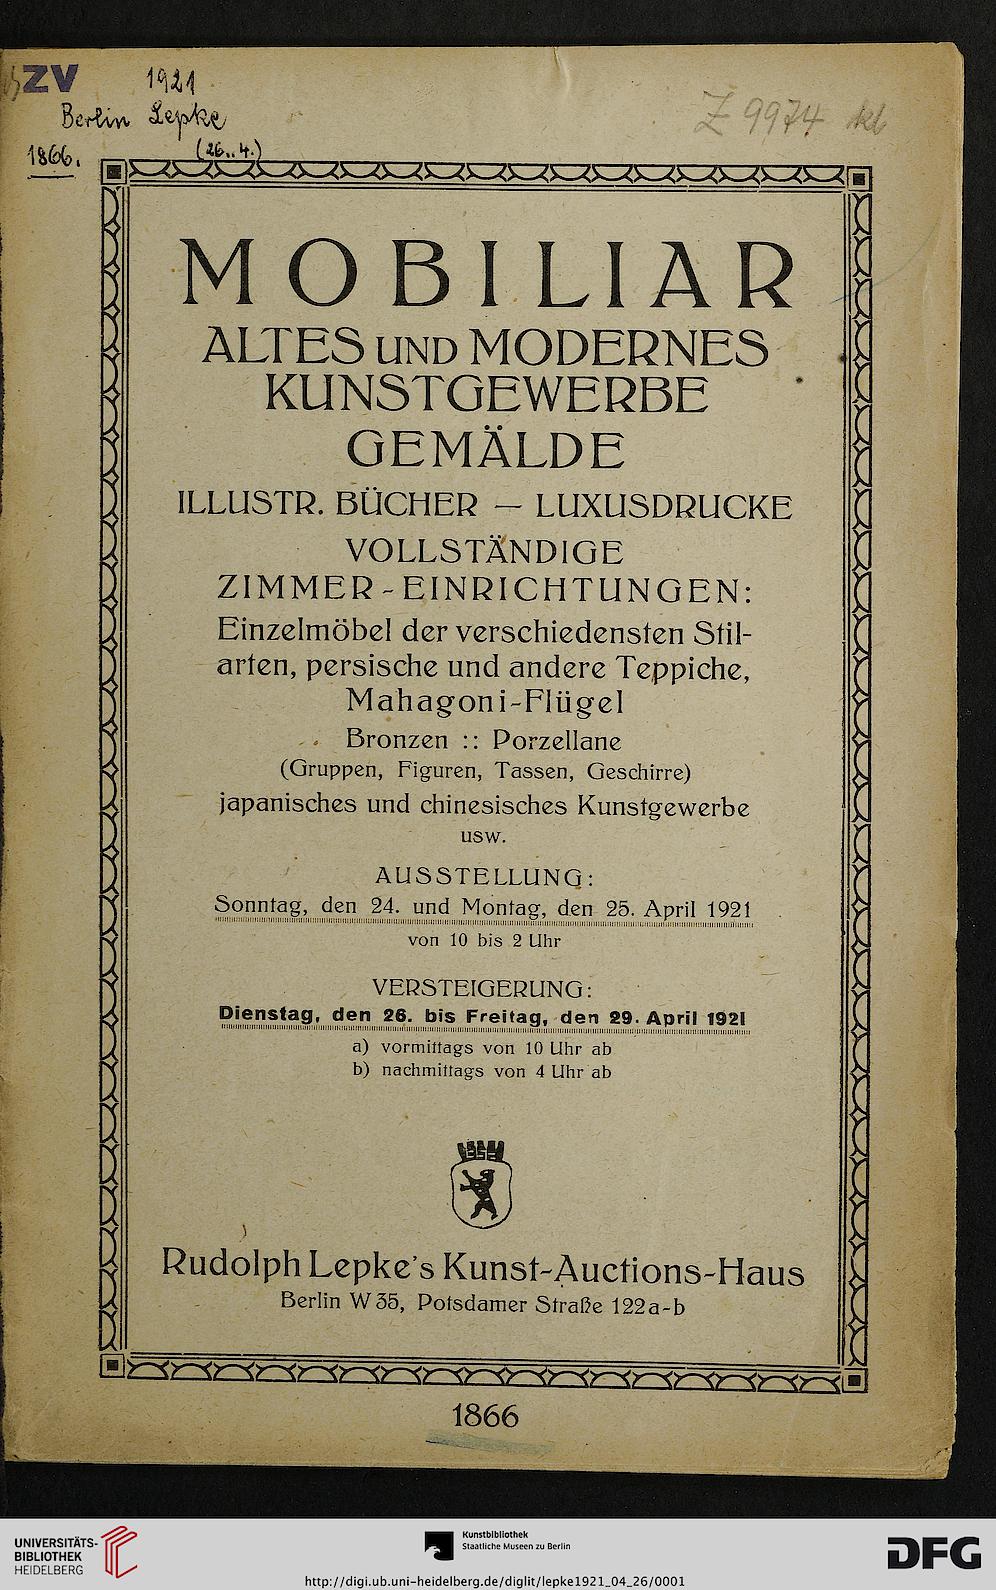 ZV 1921
Berlin Lepke
1866. (26..4.)
Z 9974
MOBILIAR
ALTES UND MODERNES
KUNSTGEWERBE
GEMÄLDE
ILLUSTR. BÜCHER — LUXUSDRUCKE
VOLLSTÄNDIGE
ZIMMER-EINRICHTUNGEN:
Einzelmöbel der verschiedensten Stil-
arten, persische und andere Teppiche,
Mahagoni-Flügel
Bronzen :: Porzellane
(Gruppen, Figuren, Tassen, Geschirre)
japanisches und chinesisches Kunstgewerbe
usw.
AUSSTELLUNG:
Sonntag, den 24. und Montag, den 25. April 1921
von 10 bis 2 Uhr
VERSTEIGERUNG:
Dienstag, den 26. bis Freitag, den 29. April 1921
a) vormittags von 10 Uhr ab
b) nachmittags von 4 Uhr ab
Rudolph Lepke's Kunst-Auctions-Haus
Berlin W 35, Potsdamer Straße 122a-b
1866
UNIVERSITÄTS-
BIBLIOTHEK
HEIDELBERG
Kunstbibliothek
Staatliche Museen zu Berlin
DFG
http://digi.ub.uni-heidelberg.de/diglit/lepke1921_04_26/0001